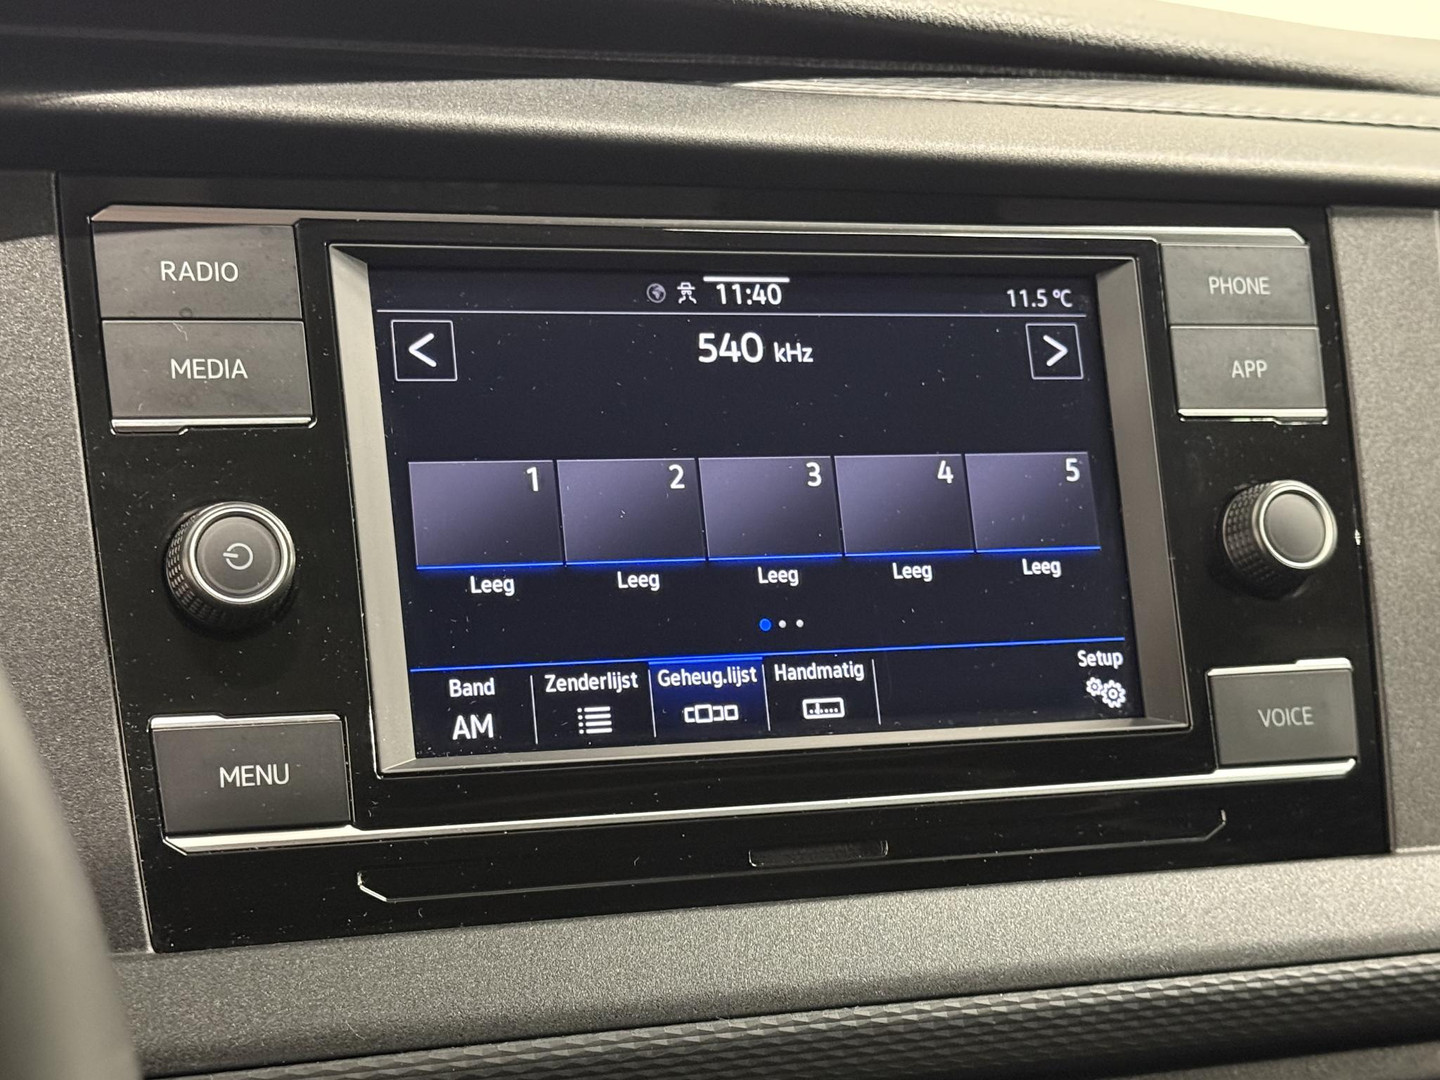 RADIO
MEDIA
MENU
11:40
11.5 ºC
<
540 kHz
>
1 2 3 4 5
Leeg Leeg Leeg Leeg Leeg
Band Zenderlijst Geheug.lijst Handmatig Setup
AM
PHONE
APP
VOICE